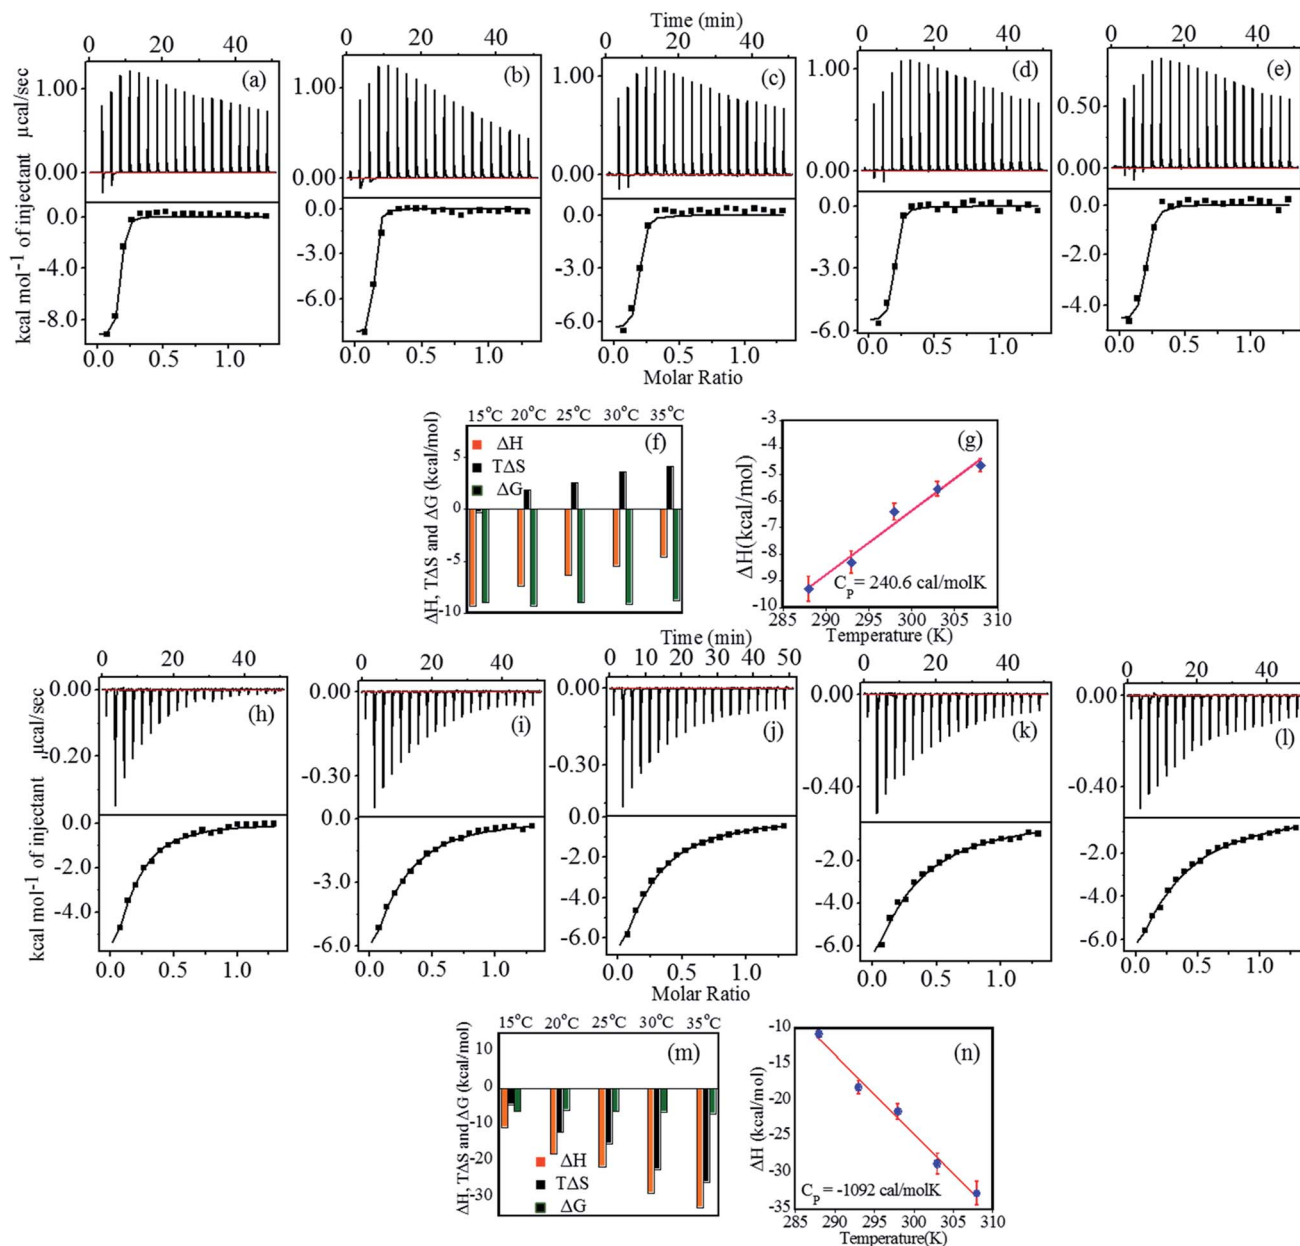 Time (min)
0 20 40
0 20 40
0 20 40
0 20 40
0 20 40
(a)
(b)
(c)
(d)
(e)
μcal/sec
1.00
0.00
1.00
0.00
1.00
0.00
1.00
0.00
0.50
0.00
kcal mol⁻¹ of injectant
0.0
-4.0
-8.0
0.0
-3.0
-6.0
0.0
-3.0
-6.0
0.0
-3.0
-6.0
0.0
-2.0
-4.0
0.0 0.5 1.0
0.0 0.5 1.0
0.0 0.5 1.0
0.0 0.5 1.0
0.0 0.5 1.0
Molar Ratio
15°C 20°C 25°C 30°C 35°C
(f)
ΔH
TΔS
ΔG
ΔH, TΔS and ΔG (kcal/mol)
5
0
-5
-10
(g)
ΔH(kcal/mol)
-3
-4
-5
-6
-7
-8
-9
-10
C_P = 240.6 cal/molK
285 290 295 300 305 310
Temperature (K)
Time (min)
0 20 40
0 20 40
0 10 20 30 40 50
0 20 40
0 20 40
(h)
(i)
(j)
(k)
(l)
μcal/sec
0.00
-0.20
0.00
-0.30
0.00
-0.30
0.00
-0.40
0.00
-0.40
kcal mol⁻¹ of injectant
0.0
-2.0
-4.0
0.0
-3.0
-6.0
0.0
-2.0
-4.0
-6.0
-2.0
-4.0
-6.0
-2.0
-4.0
-6.0
0.0 0.5 1.0
0.0 0.5 1.0
0.0 0.5 1.0
0.0 0.5 1.0
0.0 0.5 1.0
Molar Ratio
15°C 20°C 25°C 30°C 35°C
(m)
ΔH, TΔS and ΔG (kcal/mol)
10
0
-10
-20
-30
ΔH
TΔS
ΔG
(n)
ΔH (kcal/mol)
-10
-15
-20
-25
-30
-35
C_P = -1092 cal/molK
285 290 295 300 305 310
Temperature(K)